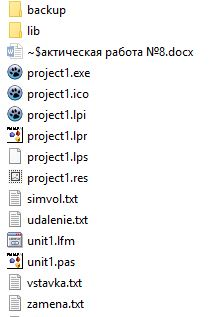 backup
lib
~$актическая работа №8.docx
project1.exe
project1.ico
project1.lpi
project1.lpr
project1.lps
project1.res
simvol.txt
udalenie.txt
unit1.lfm
unit1.pas
vstavka.txt
zamena.txt